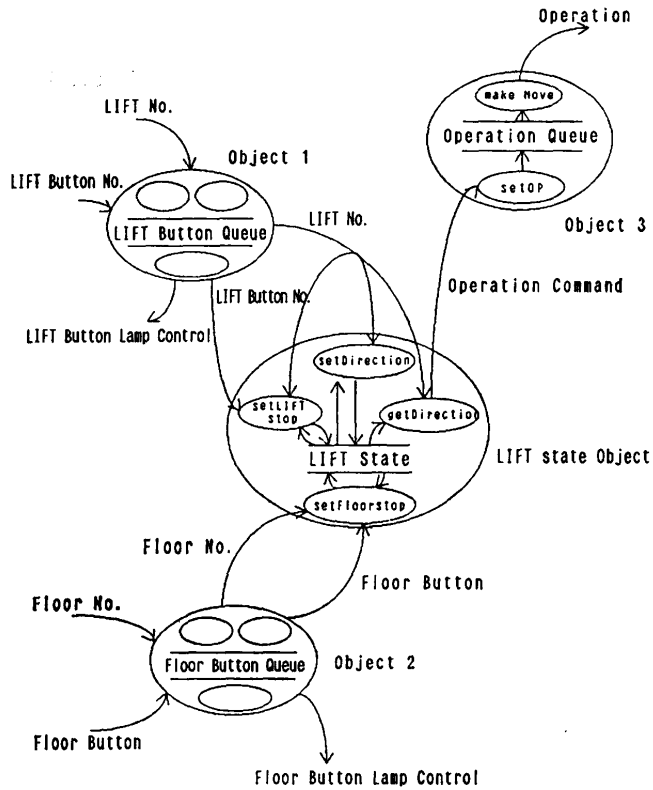 Operation
make Move
Operation Queue
setOP
Object 3
LIFT No.
Object 1
LIFT Button No.
LIFT Button Queue
LIFT No.
LIFT Button No.
Operation Command
LIFT Button Lamp Control
setDirection
setLIFT
stop
getDirection
LIFT State
LIFT state Object
setFloorstop
Floor No.
Floor Button
Floor No.
Floor Button Queue
Object 2
Floor Button
Floor Button Lamp Control